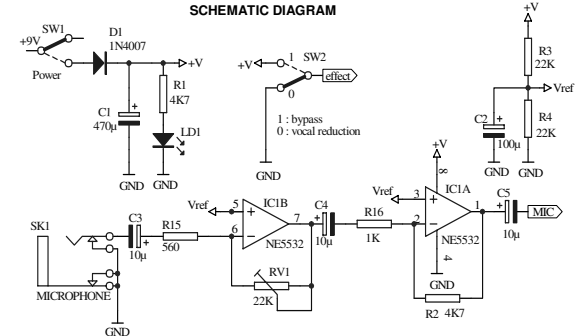 SCHEMATIC DIAGRAM
SW1
+9V
Power
D1
1N4007
+V
R1
4K7
C1
+
470µ
LD1
GND
GND
+V
1
SW2
effect
0
1 : bypass
0 : vocal reduction
GND
+V
R3
22K
Vref
R4
22K
C2
+
100µ
GND
GND
SK1
MICROPHONE
GND
C3
+
10µ
R15
560
Vref
5
+
6
-
7
IC1B
NE5532
RV1
22K
C4
+
10µ
R16
1K
+V
8
Vref
3
+
2
-
1
IC1A
NE5532
4
GND
R2 4K7
C5
+
10µ
MIC